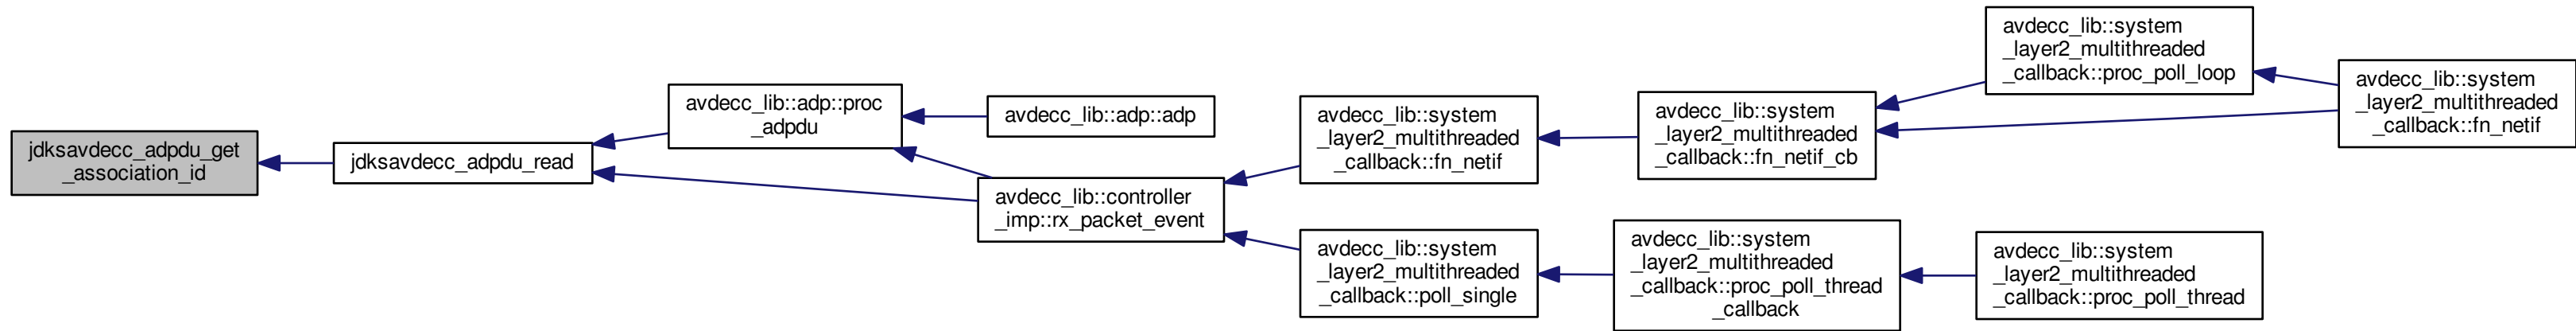 jdksavdecc_adpdu_get
_association_id
jdksavdecc_adpdu_read
avdecc_lib::adp::proc
_adpdu
avdecc_lib::adp::adp
avdecc_lib::controller
_imp::rx_packet_event
avdecc_lib::system
_layer2_multithreaded
_callback::fn_netif
avdecc_lib::system
_layer2_multithreaded
_callback::poll_single
avdecc_lib::system
_layer2_multithreaded
_callback::fn_netif_cb
avdecc_lib::system
_layer2_multithreaded
_callback::proc_poll_thread
_callback
avdecc_lib::system
_layer2_multithreaded
_callback::proc_poll_loop
avdecc_lib::system
_layer2_multithreaded
_callback::proc_poll_thread
avdecc_lib::system
_layer2_multithreaded
_callback::fn_netif